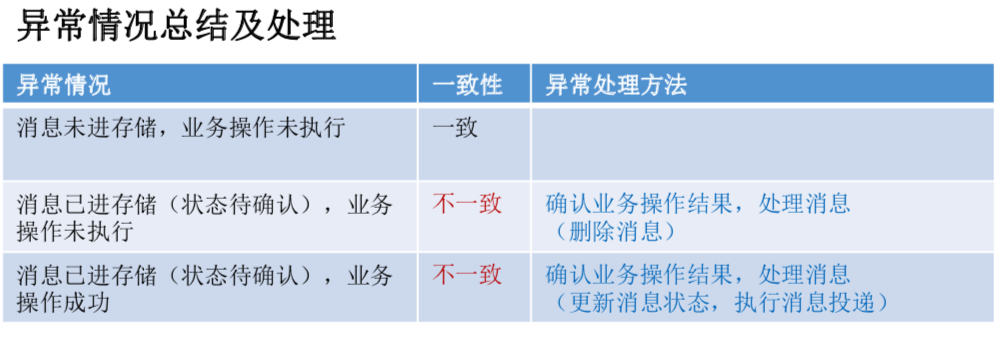 异常情况总结及处理
异常情况 一致性 异常处理方法
消息未进存储，业务操作未执行 一致
消息已进存储（状态待确认），业务
操作未执行
不一致
确认业务操作结果，处理消息
（删除消息）
消息已进存储（状态待确认），业务
操作成功
不一致
确认业务操作结果，处理消息
（更新消息状态，执行消息投递）